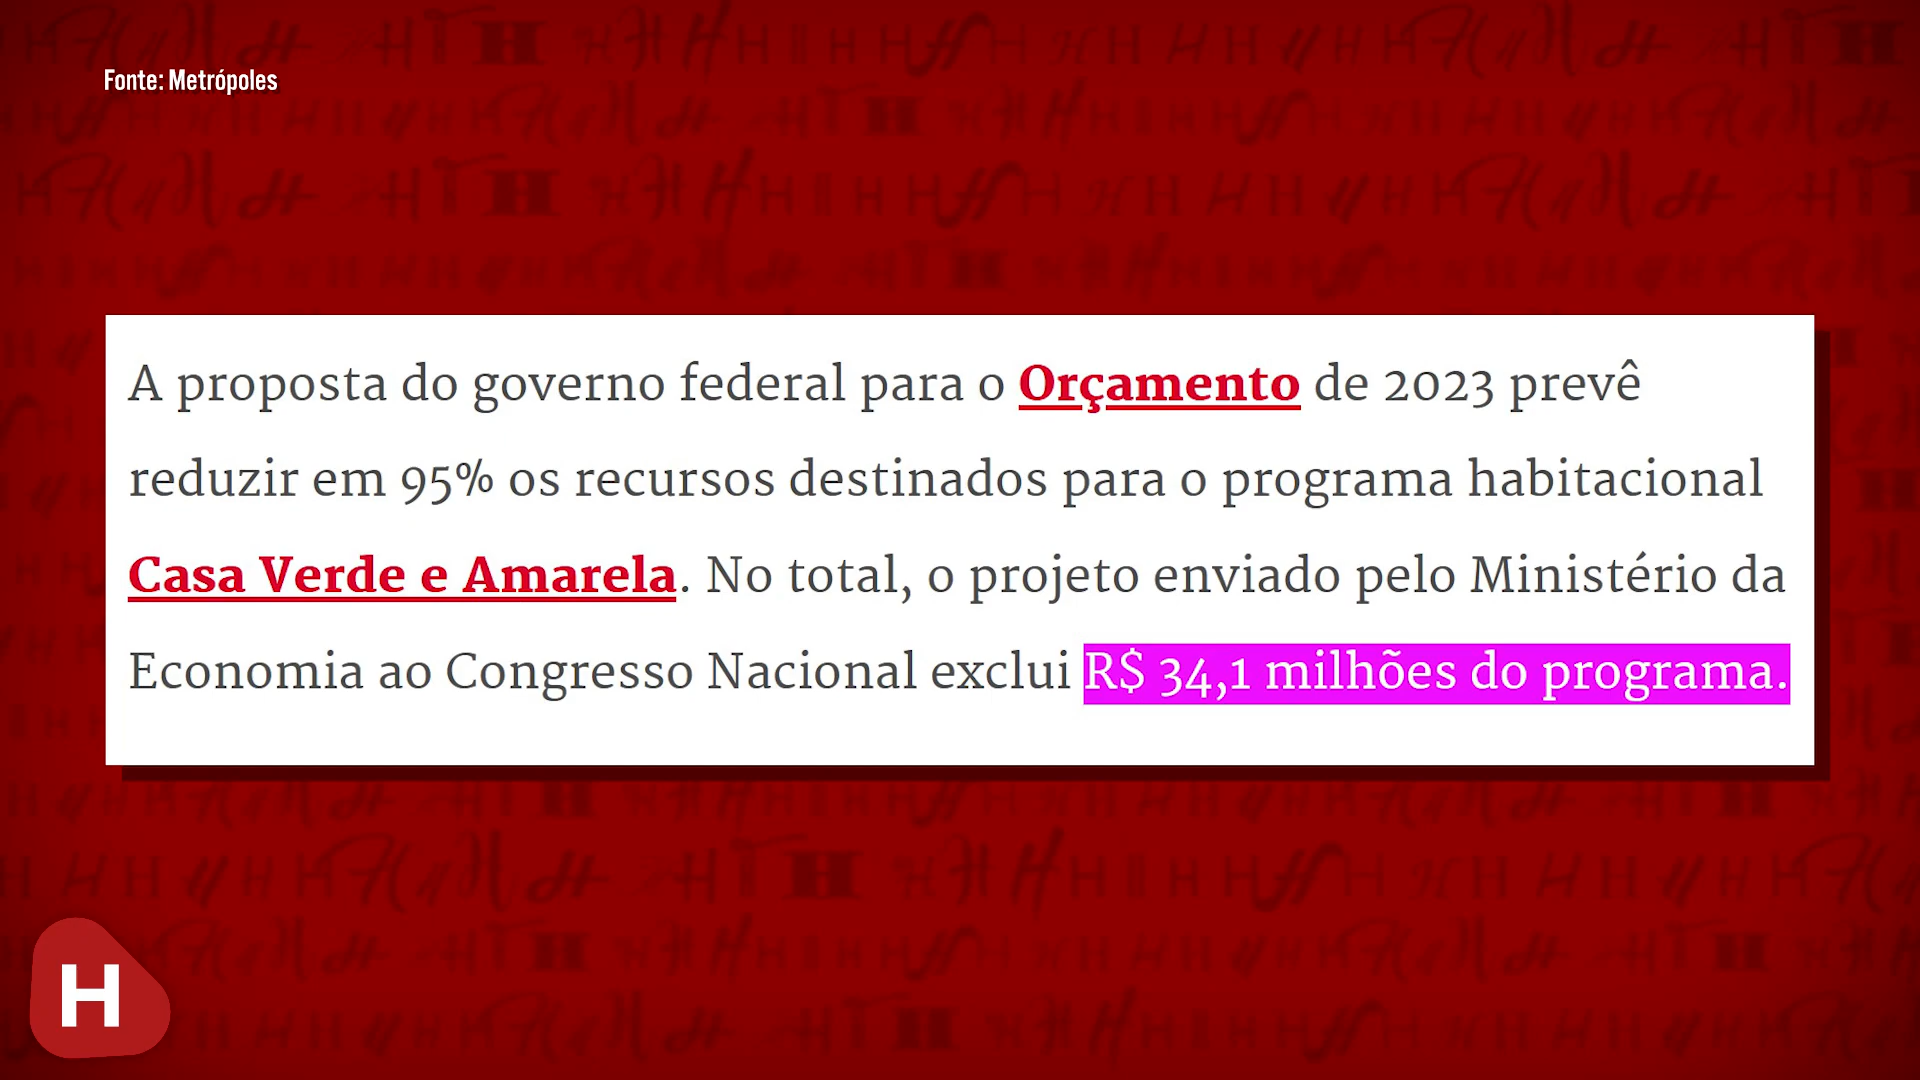 Fonte: Metrópoles
A proposta do governo federal para o Orçamento de 2023 prevê
reduzir em 95% os recursos destinados para o programa habitacional
Casa Verde e Amarela. No total, o projeto enviado pelo Ministério da
Economia ao Congresso Nacional exclui R$ 34,1 milhões do programa.
H